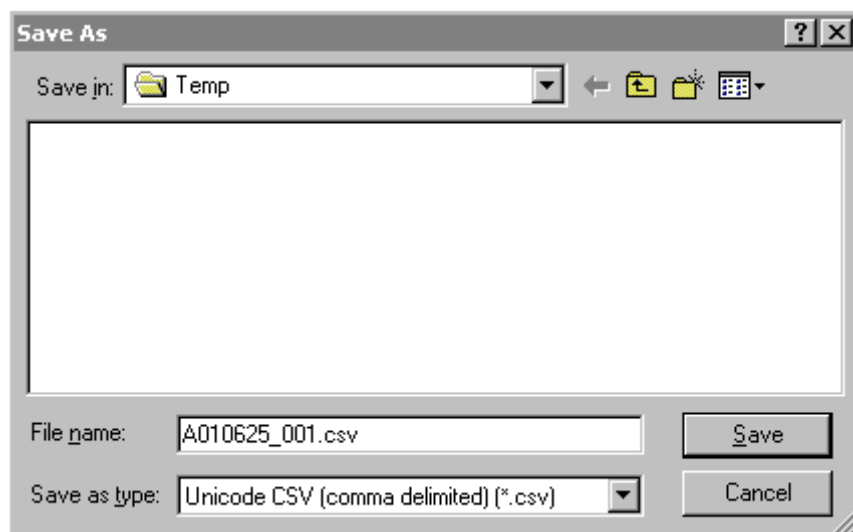 Save As
Save in: Temp
File name: A010625_001.csv Save
Save as type: Unicode CSV (comma delimited) (*.csv) Cancel